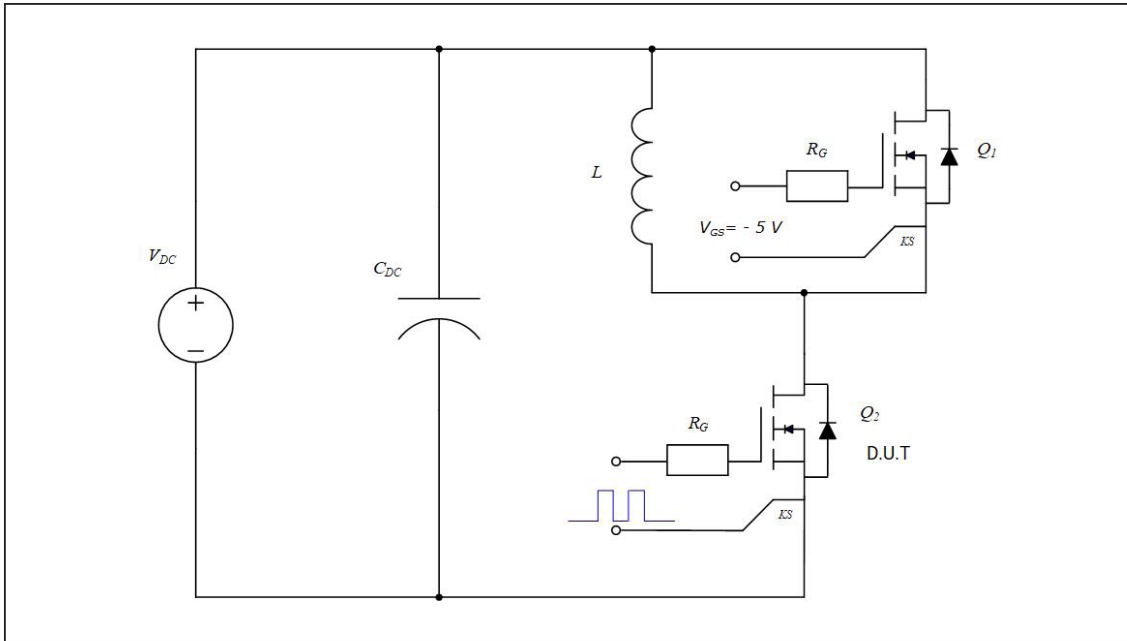 R_G
Q_1
L
V_GS= - 5 V
KS
V_DC
C_DC
+
−
R_G
Q_2
D.U.T
KS